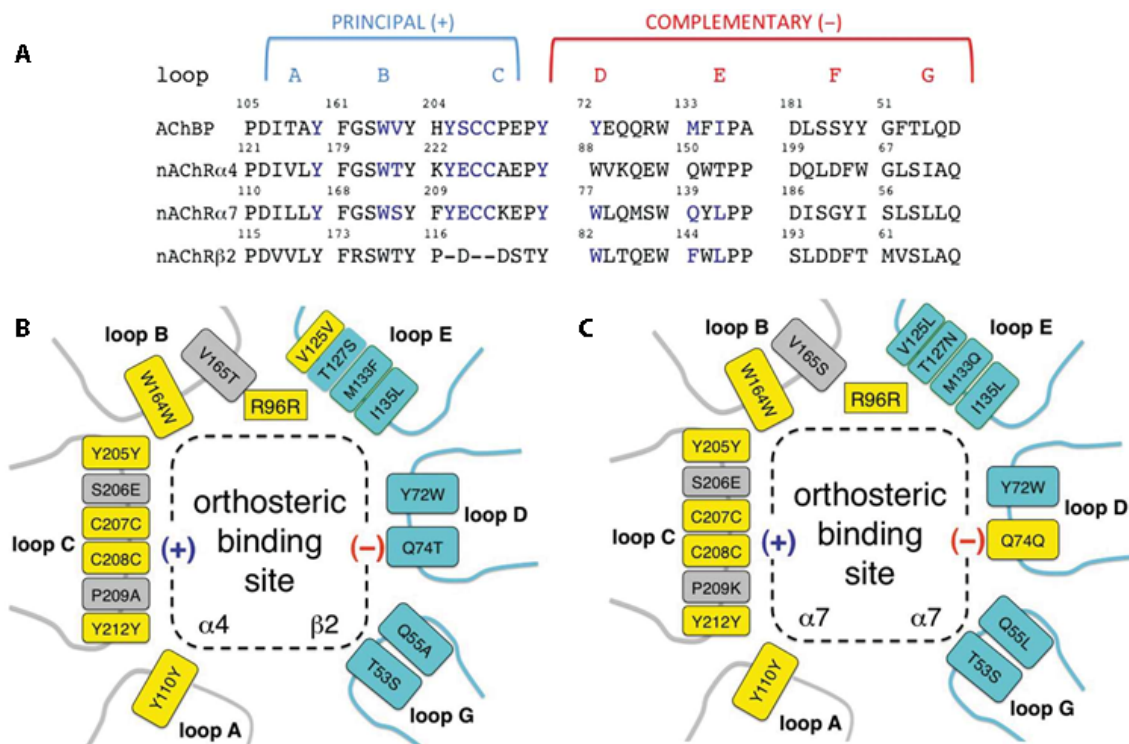 PRINCIPAL (+) COMPLEMENTARY (–)
A
loop A B C D E F G
105 161 204 72 133 181 51
AChBP PDITAY FGSWVY HYSCCPEPY YEQQRW MFIPA DLSSYY GFTLQD
121 179 222 88 150 199 67
nAChRα4 PDIVLY FGSWTY KYECCAEPY WVKQEW QWTPP DQLDFW GLSIAQ
110 168 209 77 139 186 56
nAChRα7 PDILLY FGSWSY FYECCKEPY WLQMSW QYLPP DISGYI SLSLLQ
115 173 116 82 144 193 61
nAChRβ2 PDVVLY FRSWTY P-D--DSTY WLTQEW FWLPP SLDDFT MVSLAQ
B
loop B
loop E
V165T
W164W
V125V
T127S
M133F
I135L
R96R
Y205Y
S206E
C207C
C208C
P209A
Y212Y
loop C
(+)
orthosteric
binding
site
(–)
α4 β2
Y72W
loop D
Q74T
Q55A
T53S
loop G
Y110Y
loop A
C
loop B
loop E
V165S
W164W
V125L
T127N
M133Q
I135L
R96R
Y205Y
S206E
C207C
C208C
P209K
Y212Y
loop C
(+)
orthosteric
binding
site
(–)
α7 α7
Y72W
loop D
Q74Q
Q55L
T53S
loop G
Y110Y
loop A